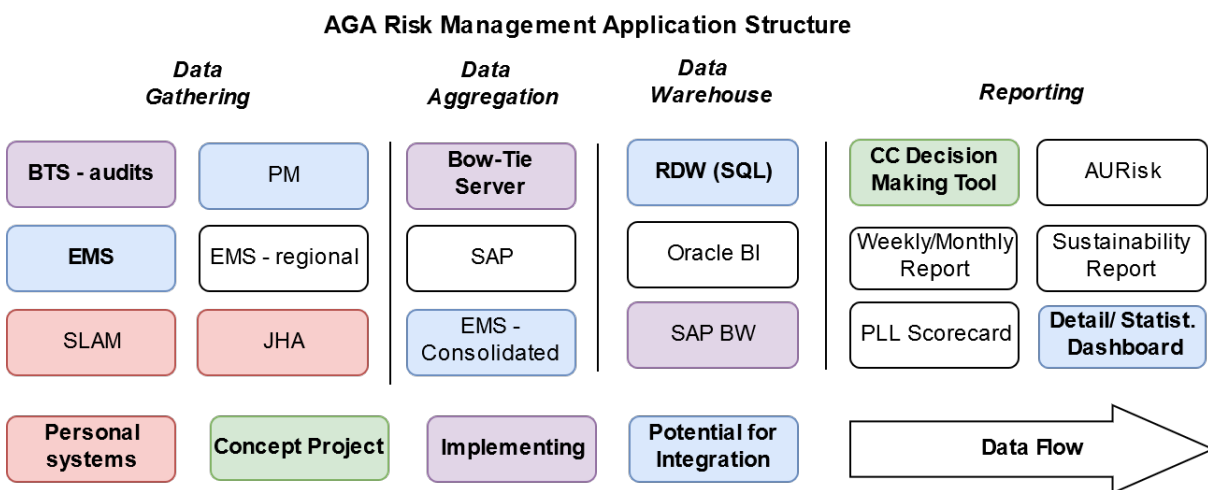 AGA Risk Management Application Structure
Data
Gathering
Data
Aggregation
Data
Warehouse
Reporting
BTS - audits
PM
Bow-Tie
Server
RDW (SQL)
CC Decision
Making Tool
AURisk
EMS
EMS - regional
SAP
Oracle BI
Weekly/Monthly
Report
Sustainability
Report
SLAM
JHA
EMS -
Consolidated
SAP BW
PLL Scorecard
Detail/ Statist.
Dashboard
Personal
systems
Concept Project
Implementing
Potential for
Integration
Data Flow